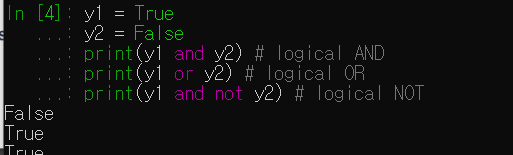 In [4]: y1 = True
   ...: y2 = False
   ...: print(y1 and y2) # logical AND
   ...: print(y1 or y2) # logical OR
   ...: print(y1 and not y2) # logical NOT
False
True
True